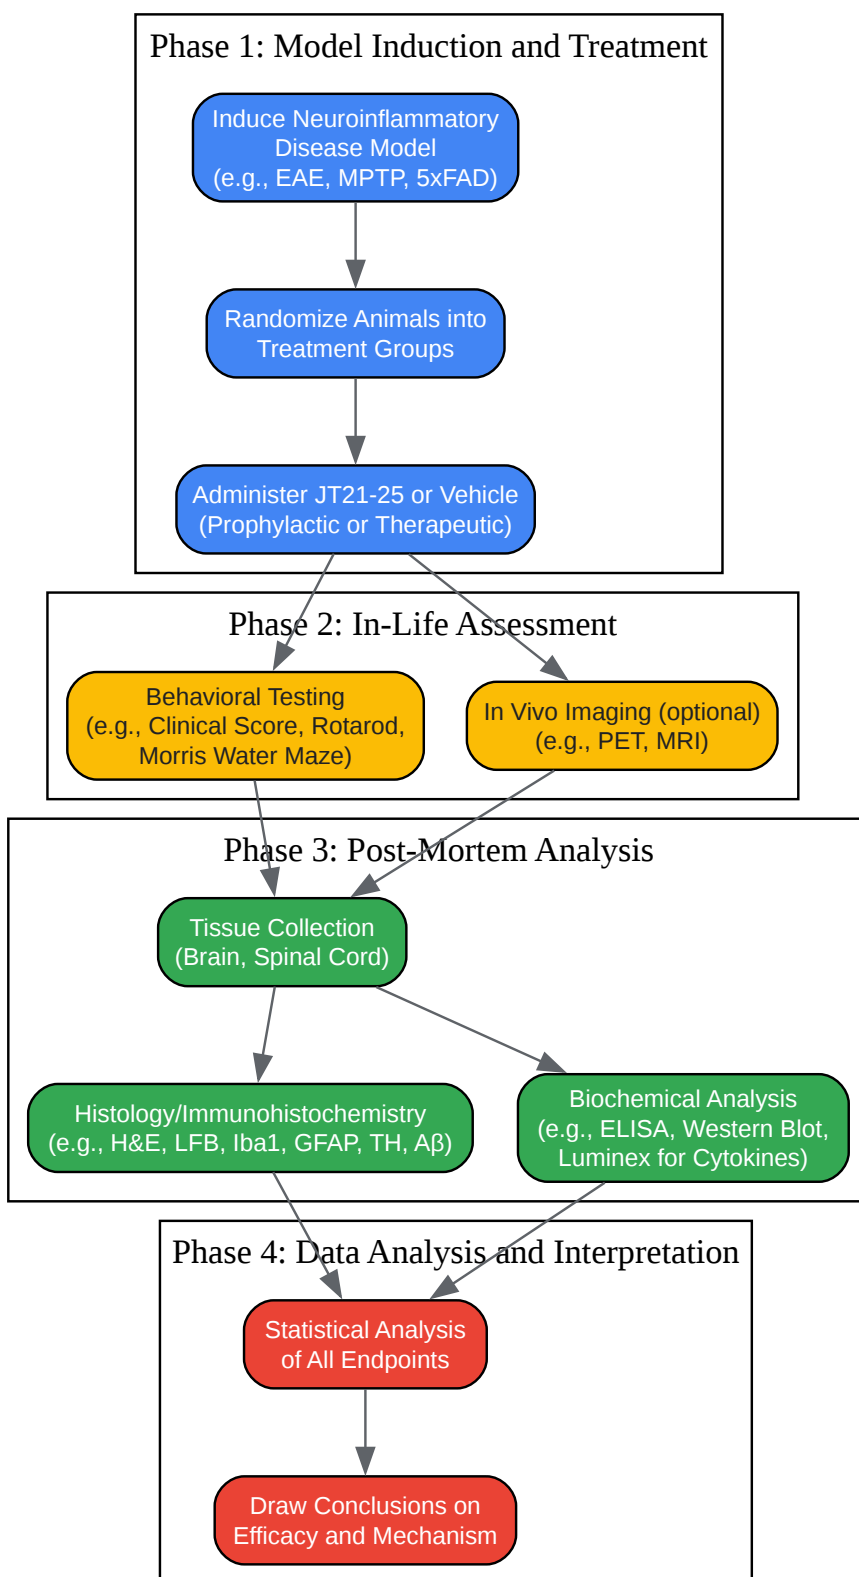 Phase 1: Model Induction and Treatment
Induce Neuroinflammatory
Disease Model
(e.g., EAE, MPTP, 5xFAD)
Randomize Animals into
Treatment Groups
Administer JT21-25 or Vehicle
(Prophylactic or Therapeutic)
Phase 2: In-Life Assessment
Behavioral Testing
(e.g., Clinical Score, Rotarod,
Morris Water Maze)
In Vivo Imaging (optional)
(e.g., PET, MRI)
Phase 3: Post-Mortem Analysis
Tissue Collection
(Brain, Spinal Cord)
Histology/Immunohistochemistry
(e.g., H&E, LFB, Iba1, GFAP, TH, Aβ)
Biochemical Analysis
(e.g., ELISA, Western Blot,
Luminex for Cytokines)
Phase 4: Data Analysis and Interpretation
Statistical Analysis
of All Endpoints
Draw Conclusions on
Efficacy and Mechanism